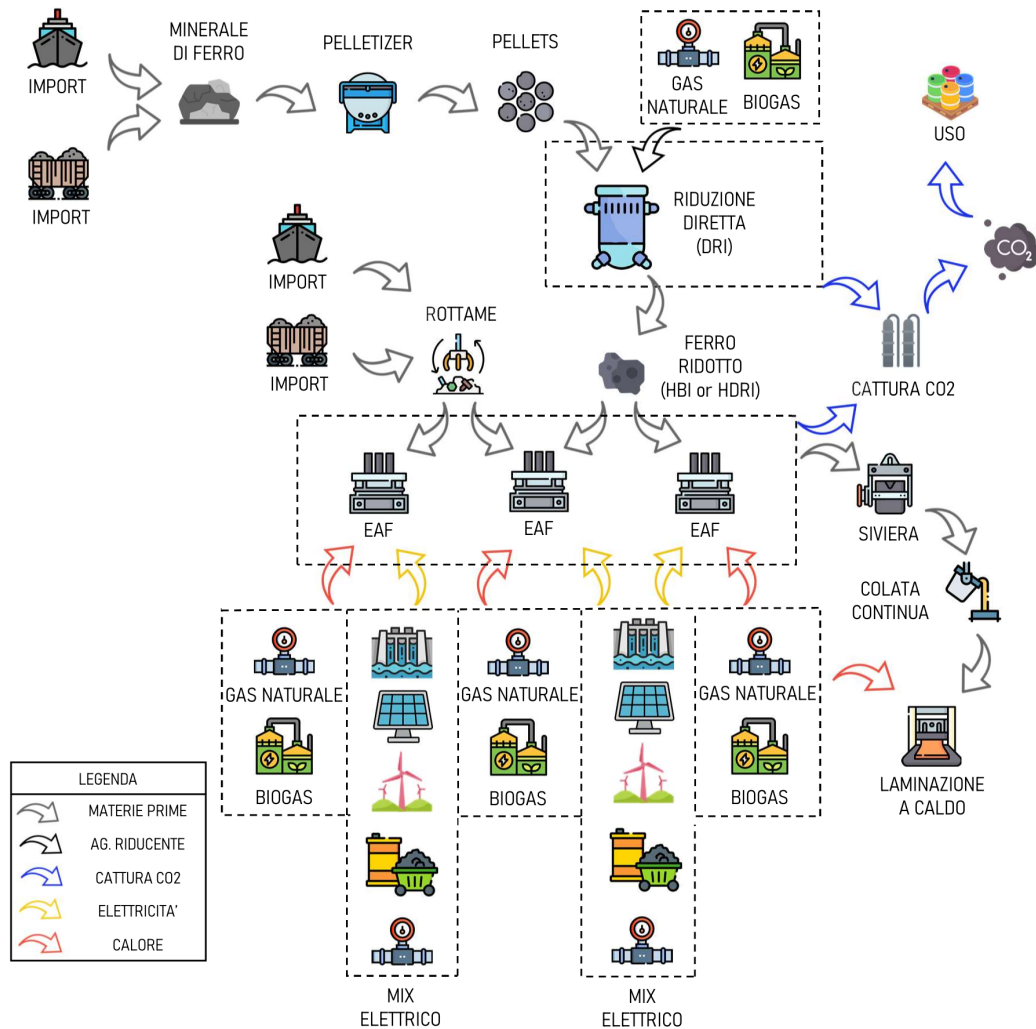 IMPORT
MINERALE
DI FERRO
PELLETIZER
PELLETS
GAS
NATURALE
BIOGAS
USO
IMPORT
RIDUZIONE
DIRETTA
(DRI)
CO2
IMPORT
ROTTAME
IMPORT
FERRO
RIDOTTO
(HBI or HDRI)
CATTURA CO2
EAF
EAF
EAF
SIVIERA
COLATA
CONTINUA
GAS NATURALE
GAS NATURALE
GAS NATURALE
BIOGAS
BIOGAS
BIOGAS
LAMINAZIONE
A CALDO
LEGENDA
MATERIE PRIME
AG. RIDUCENTE
CATTURA CO2
ELETTRICITA'
CALORE
MIX
ELETTRICO
MIX
ELETTRICO